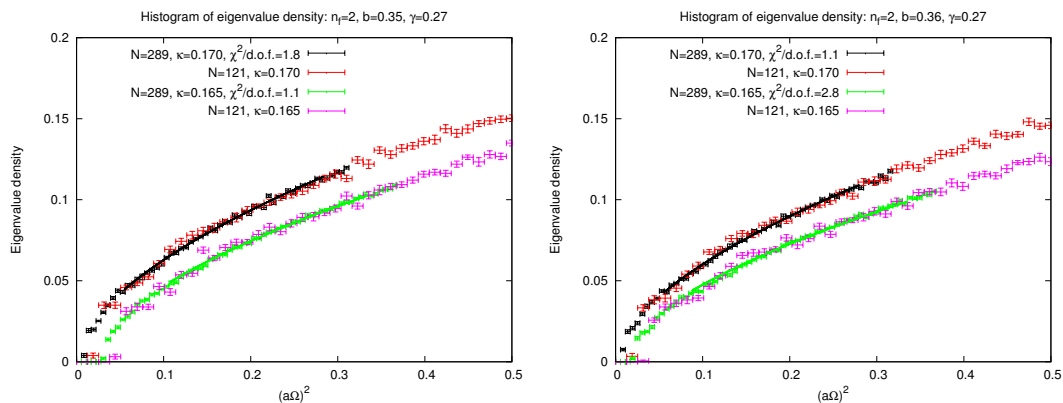 Histogram of eigenvalue density: n_f=2, b=0.35, γ=0.27
0.2
0.15
0.1
0.05
0
Eigenvalue density
N=289, κ=0.170, χ²/d.o.f.=1.8
N=121, κ=0.170
N=289, κ=0.165, χ²/d.o.f.=1.1
N=121, κ=0.165
0 0.1 0.2 0.3 0.4 0.5
(aΩ)²
Histogram of eigenvalue density: n_f=2, b=0.36, γ=0.27
0.2
0.15
0.1
0.05
0
Eigenvalue density
N=289, κ=0.170, χ²/d.o.f.=1.1
N=121, κ=0.170
N=289, κ=0.165, χ²/d.o.f.=2.8
N=121, κ=0.165
0 0.1 0.2 0.3 0.4 0.5
(aΩ)²